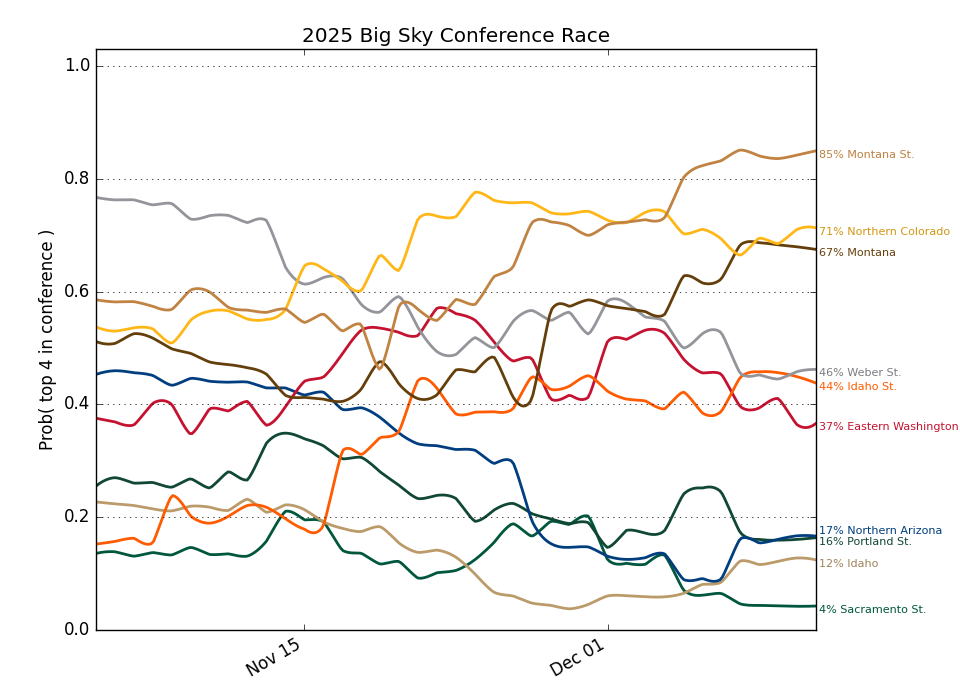 2025 Big Sky Conference Race
Prob( top 4 in conference )
1.0
0.8
0.6
0.4
0.2
0.0
Nov 15
Dec 01
85% Montana St.
71% Northern Colorado
67% Montana
46% Weber St.
44% Idaho St.
37% Eastern Washington
17% Northern Arizona
16% Portland St.
12% Idaho
4% Sacramento St.